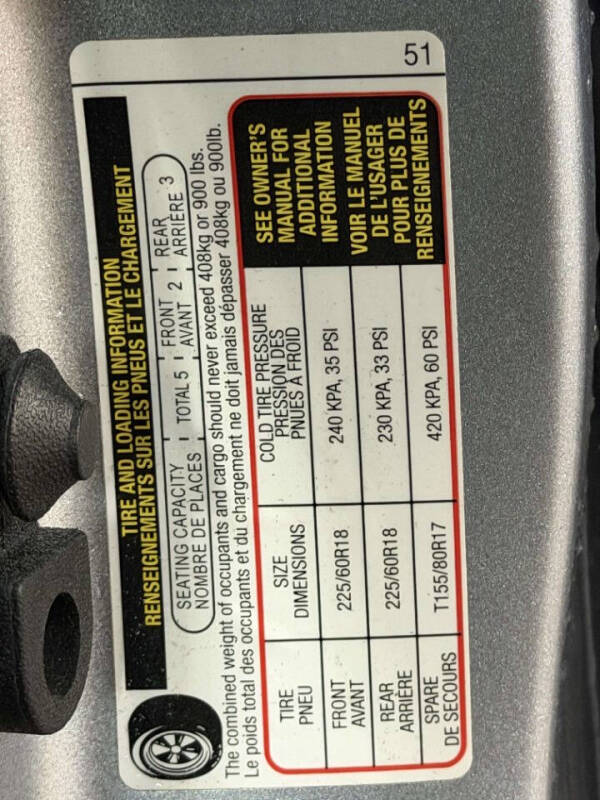 TIRE AND LOADING INFORMATION
RENSEIGNEMENTS SUR LES PNEUS ET LE CHARGEMENT
SEATING CAPACITY TOTAL 5 FRONT 2 REAR 3
NOMBRE DE PLACES AVANT ARRIÈRE
The combined weight of occupants and cargo should never exceed 408kg or 900 lbs.
Le poids total des occupants et du chargement ne doit jamais dépasser 408kg ou 900lb.
TIRE SIZE COLD TIRE PRESSURE
PNEU DIMENSIONS PRESSION DES
PNUES À FROID
FRONT 225/60R18 240 KPA, 35 PSI
AVANT
REAR 225/60R18 230 KPA, 33 PSI
ARRIÈRE
SPARE T155/80R17 420 KPA, 60 PSI
DE SECOURS
SEE OWNER'S
MANUAL FOR
ADDITIONAL
INFORMATION
VOIR LE MANUEL
DE L'USAGER
POUR PLUS DE
RENSEIGNEMENTS
51